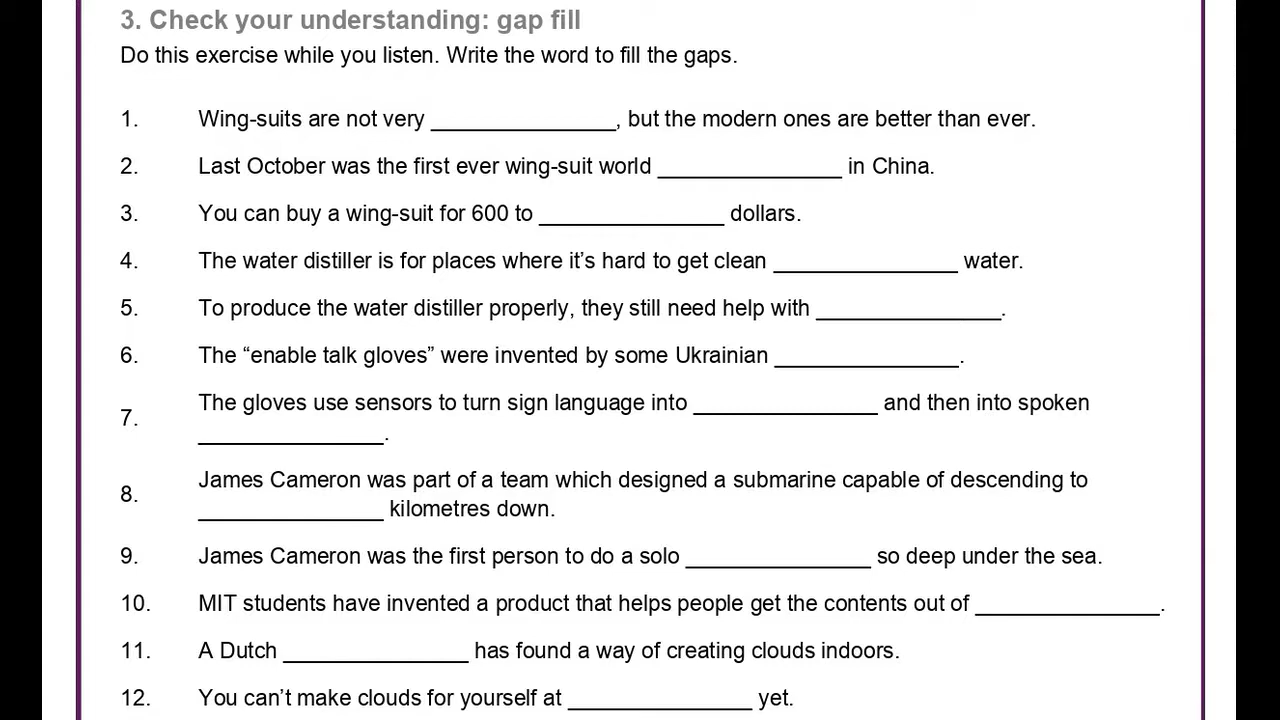 3. Check your understanding: gap fill
Do this exercise while you listen. Write the word to fill the gaps.
1. Wing-suits are not very _______________, but the modern ones are better than ever.
2. Last October was the first ever wing-suit world _______________ in China.
3. You can buy a wing-suit for 600 to _______________ dollars.
4. The water distiller is for places where it’s hard to get clean _______________ water.
5. To produce the water distiller properly, they still need help with _______________.
6. The “enable talk gloves” were invented by some Ukrainian _______________.
7. The gloves use sensors to turn sign language into _______________ and then into spoken
_______________.
8. James Cameron was part of a team which designed a submarine capable of descending to
_______________ kilometres down.
9. James Cameron was the first person to do a solo _______________ so deep under the sea.
10. MIT students have invented a product that helps people get the contents out of _______________.
11. A Dutch _______________ has found a way of creating clouds indoors.
12. You can’t make clouds for yourself at _______________ yet.